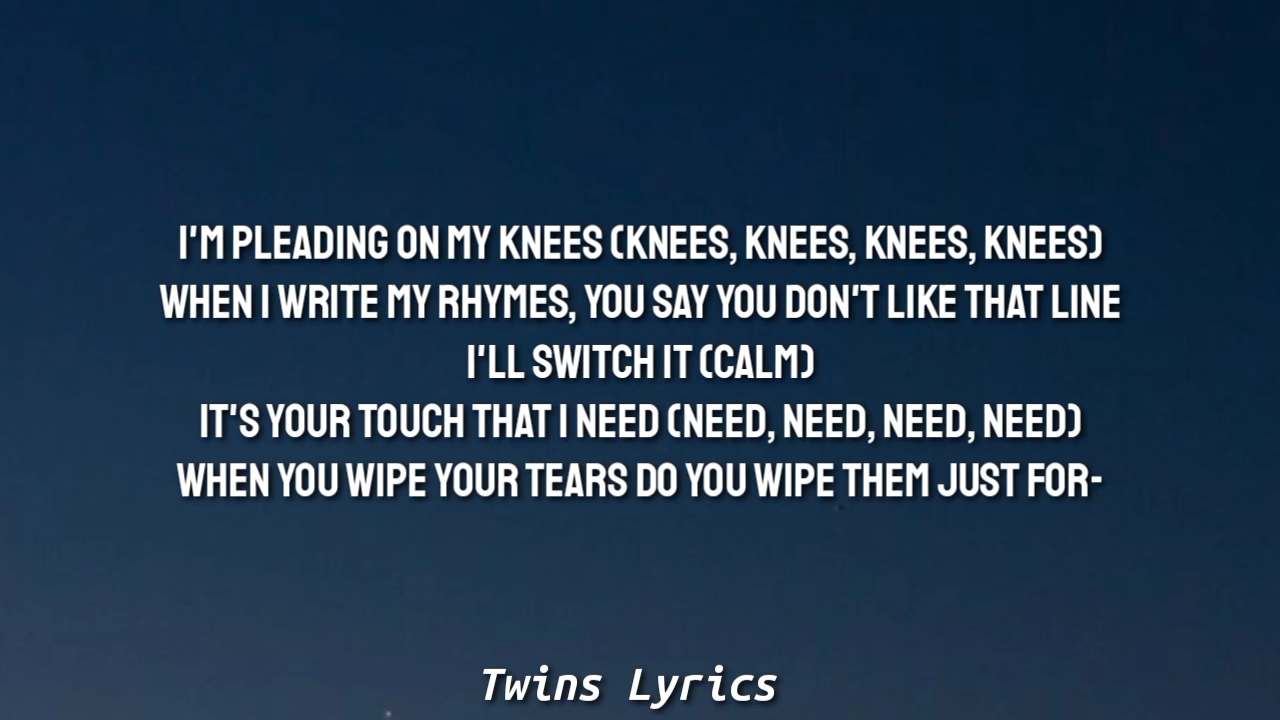 I'M PLEADING ON MY KNEES (KNEES, KNEES, KNEES, KNEES)
WHEN I WRITE MY RHYMES, YOU SAY YOU DON'T LIKE THAT LINE
I'LL SWITCH IT (CALM)
IT'S YOUR TOUCH THAT I NEED (NEED, NEED, NEED, NEED)
WHEN YOU WIPE YOUR TEARS DO YOU WIPE THEM JUST FOR-
Twins Lyrics